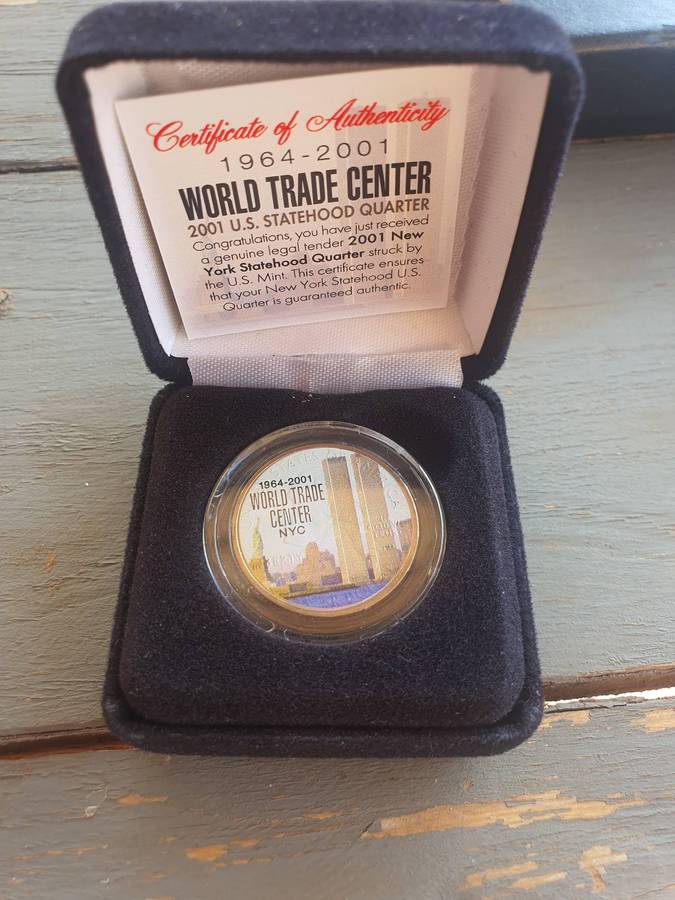 Certificate of Authenticity
1964-2001
WORLD TRADE CENTER
2001 U.S. STATEHOOD QUARTER
Congratulations, you have just received
a genuine legal tender 2001 New
York Statehood Quarter struck by
the U.S. Mint. This certificate ensures
that your New York Statehood U.S.
Quarter is guaranteed authentic.
STATES OF
1964-2001
WORLD TRADE
CENTER
NYC